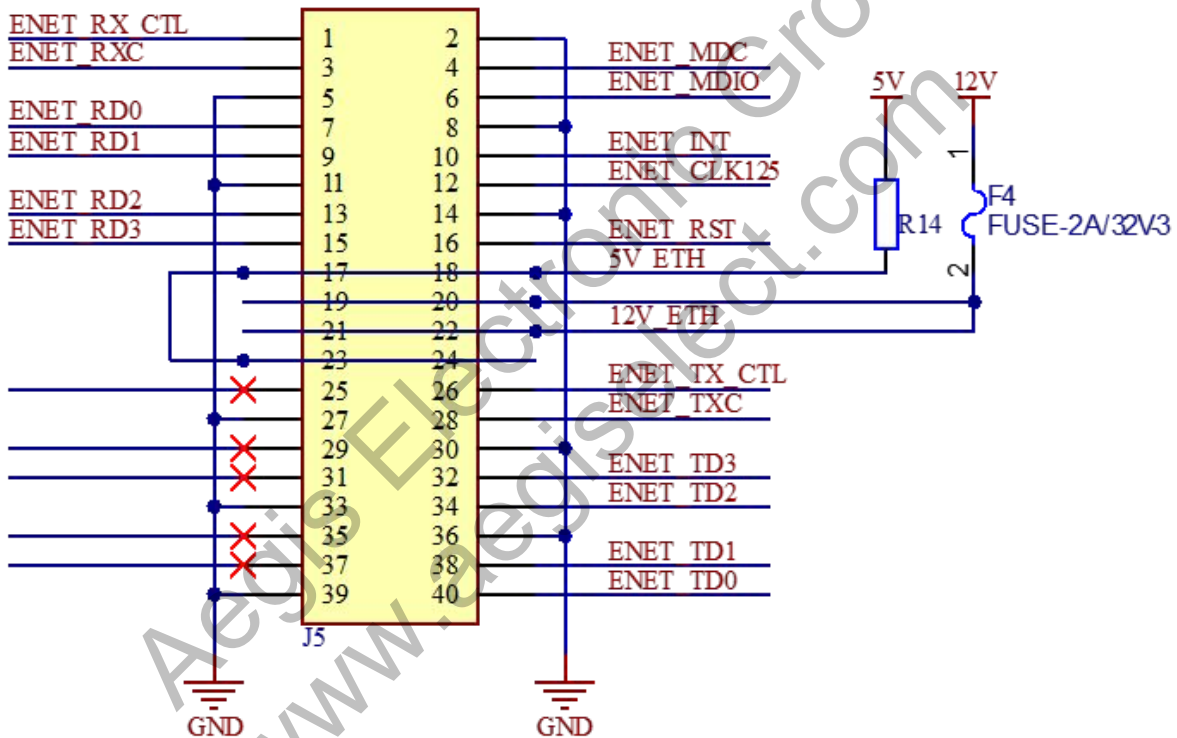 ENET_RX_CTL
ENET_RXC
ENET_RD0
ENET_RD1
ENET_RD2
ENET_RD3
1 2
3 4
5 6
7 8
9 10
11 12
13 14
15 16
17 18
19 20
21 22
23 24
25 26
27 28
29 30
31 32
33 34
35 36
37 38
39 40
J5
GND
GND
ENET_MDC
ENET_MDIO
ENET_INT
ENET_CLK125
ENET_RST
5V_ETH
12V_ETH
ENET_TX_CTL
ENET_TXC
ENET_TD3
ENET_TD2
ENET_TD1
ENET_TD0
5V
12V
R14
1
F4
FUSE-2A/32V3
2
Aegis Electronic Gro
www.aegiselect.com